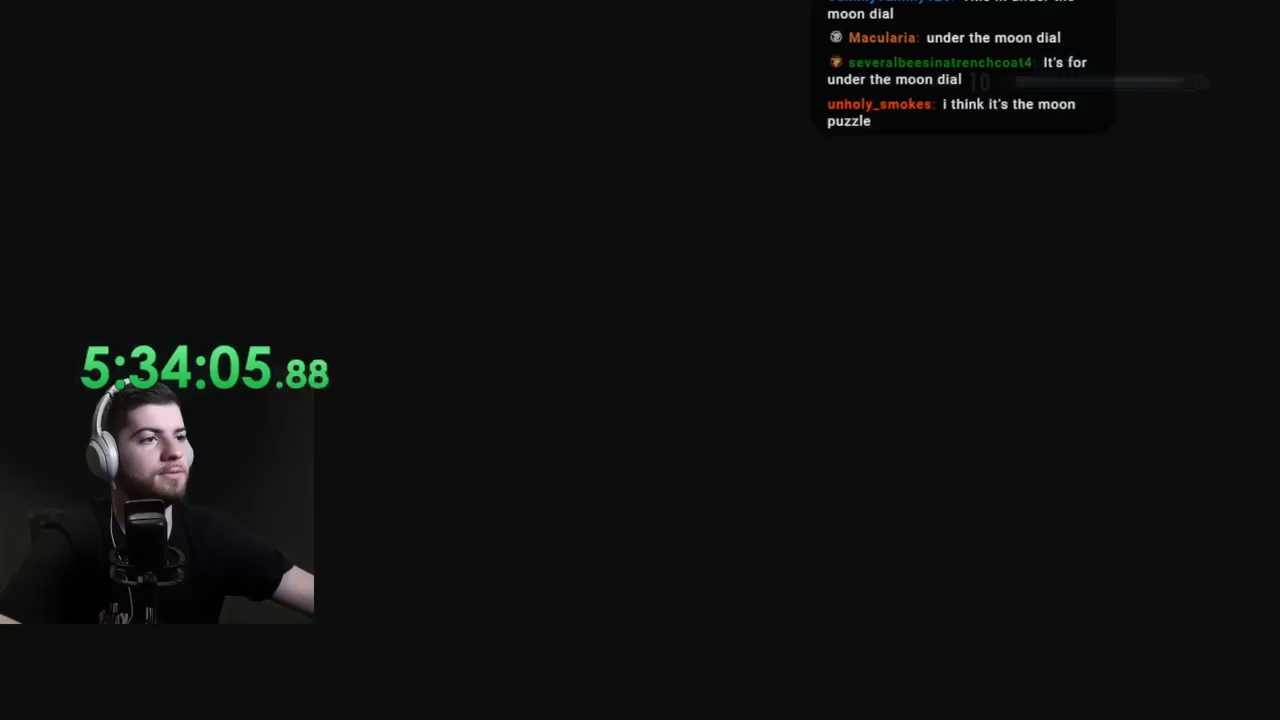 moon dial
Macularia: under the moon dial
severalbeesinatrenchcoat4: It's for
under the moon dial
10
unholy_smokes: i think it's the moon
puzzle
5:34:05.88